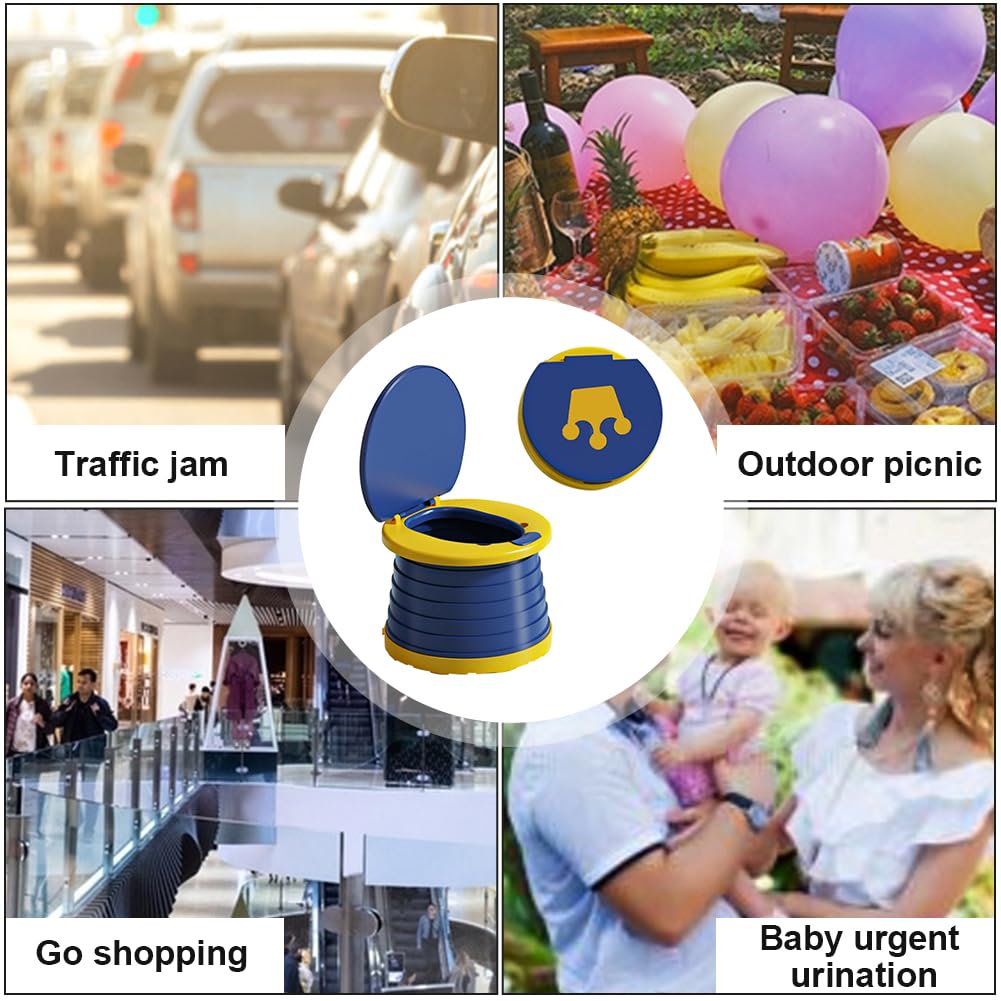 Traffic jam
Outdoor picnic
Go shopping
Baby urgent
urination